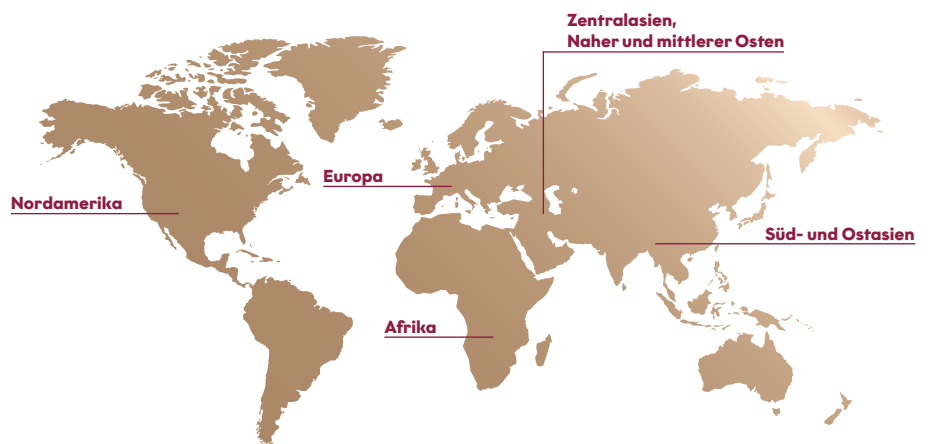 Zentralasien,
Naher und mittlerer Osten
Europa
Nordamerika
Süd- und Ostasien
Afrika